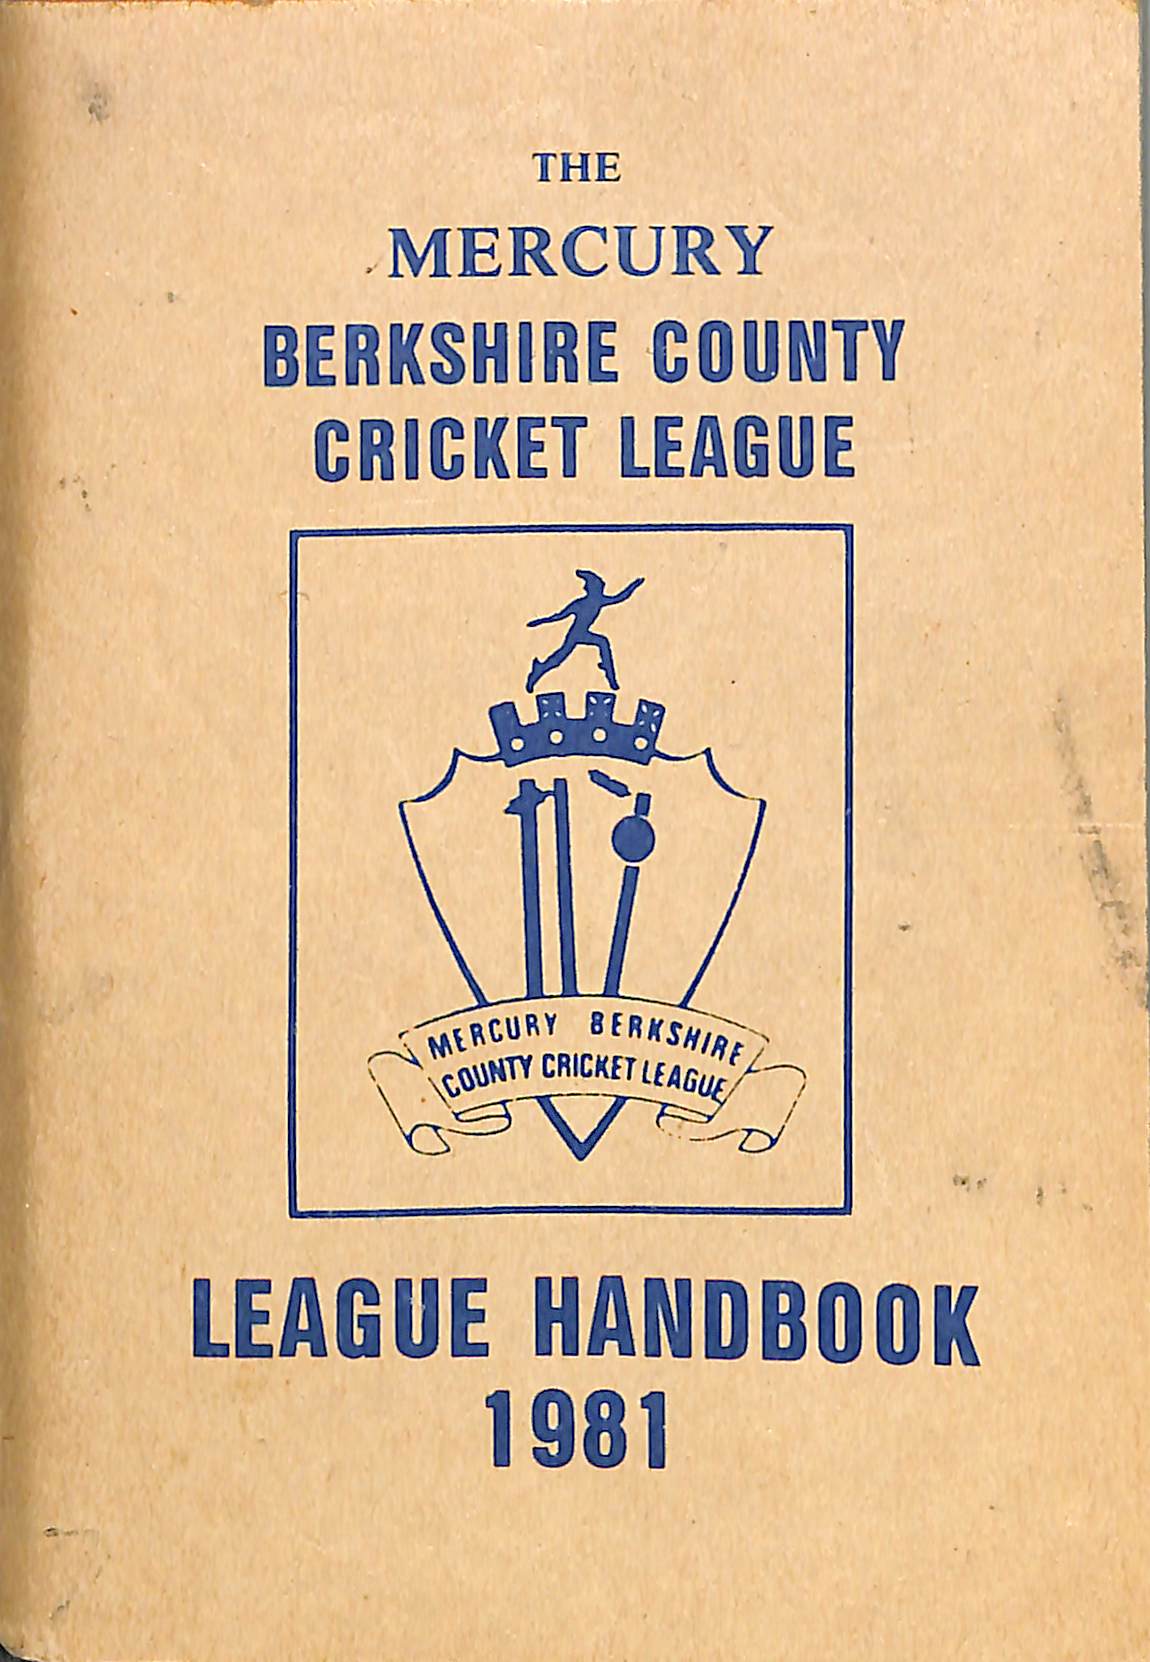 THE
MERCURY
BERKSHIRE COUNTY
CRICKET LEAGUE
MERCURY BERKSHIRE
COUNTY CRICKET LEAGUE
LEAGUE HANDBOOK
1981